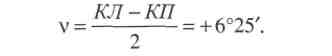 ν = (КЛ − КП) / 2 = +6°25′.